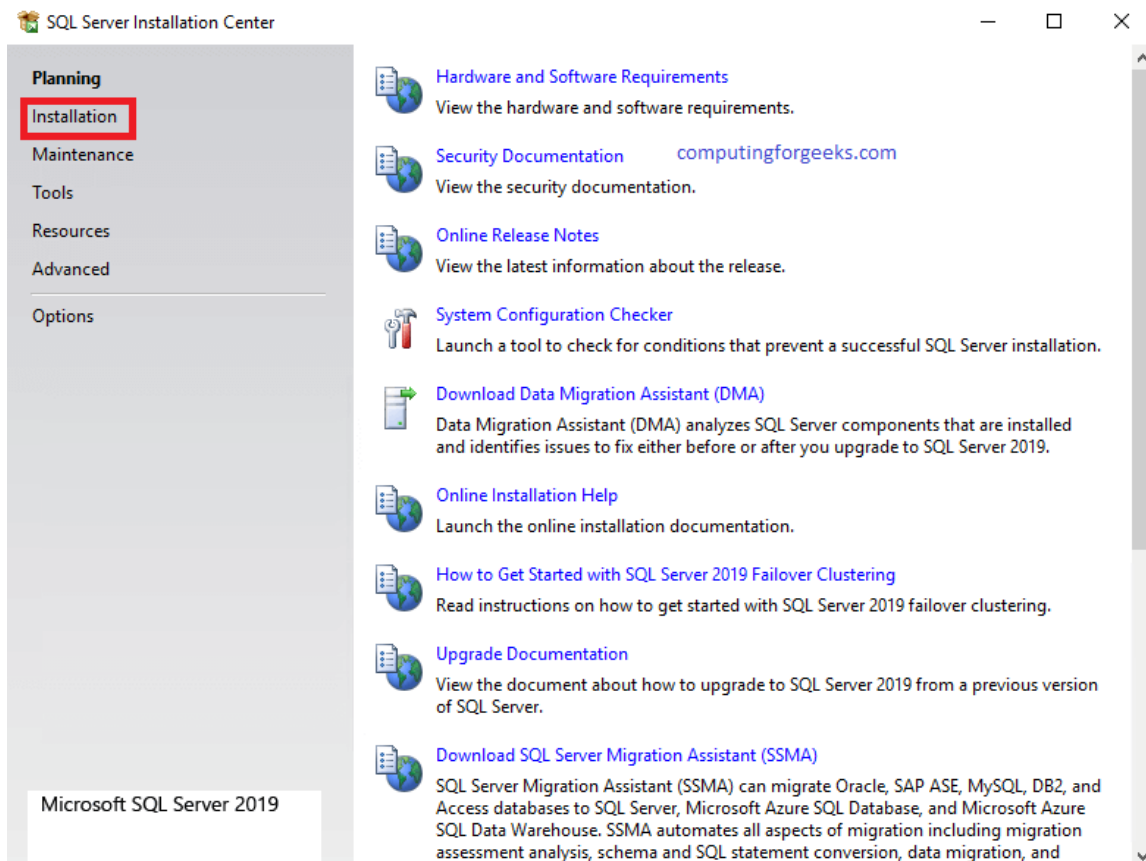 SQL Server Installation Center
Planning
Installation
Maintenance
Tools
Resources
Advanced
Options
Microsoft SQL Server 2019
Hardware and Software Requirements
View the hardware and software requirements.
Security Documentation
computingforgeeks.com
View the security documentation.
Online Release Notes
View the latest information about the release.
System Configuration Checker
Launch a tool to check for conditions that prevent a successful SQL Server installation.
Download Data Migration Assistant (DMA)
Data Migration Assistant (DMA) analyzes SQL Server components that are installed
and identifies issues to fix either before or after you upgrade to SQL Server 2019.
Online Installation Help
Launch the online installation documentation.
How to Get Started with SQL Server 2019 Failover Clustering
Read instructions on how to get started with SQL Server 2019 failover clustering.
Upgrade Documentation
View the document about how to upgrade to SQL Server 2019 from a previous version
of SQL Server.
Download SQL Server Migration Assistant (SSMA)
SQL Server Migration Assistant (SSMA) can migrate Oracle, SAP ASE, MySQL, DB2, and
Access databases to SQL Server, Microsoft Azure SQL Database, and Microsoft Azure
SQL Data Warehouse. SSMA automates all aspects of migration including migration
assessment analysis, schema and SQL statement conversion, data migration, and